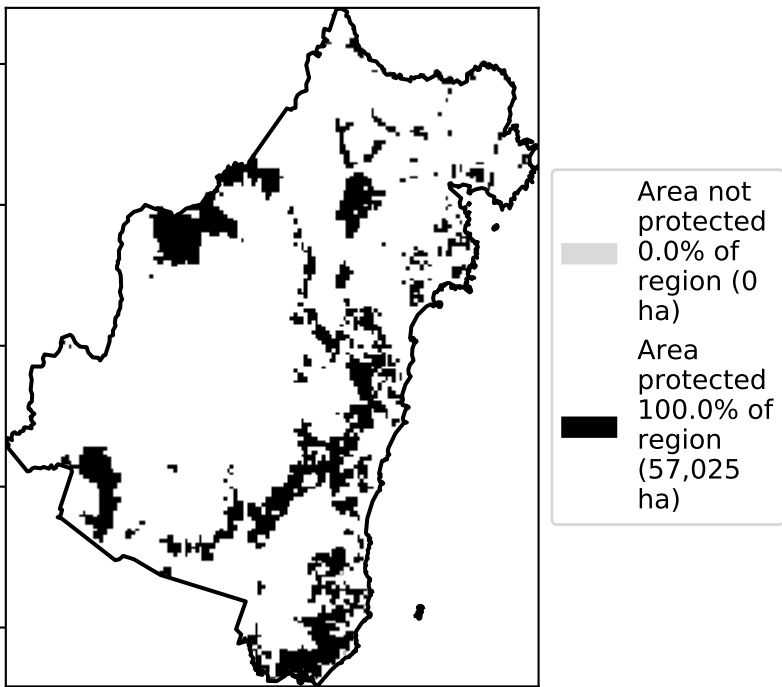 Area not
protected
0.0% of
region (0
ha)
Area
protected
100.0% of
region
(57,025
ha)